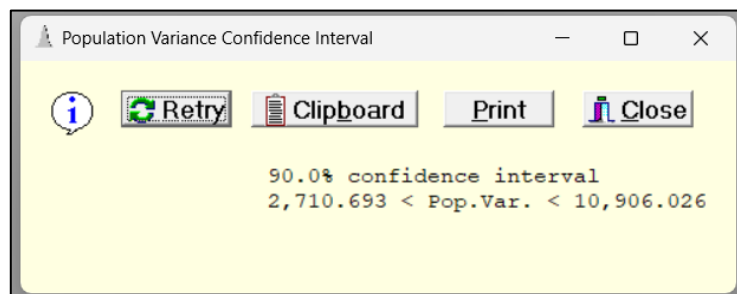 Population Variance Confidence Interval
Retry Clipboard Print Close
90.0% confidence interval
2,710.693 < Pop.Var. < 10,906.026